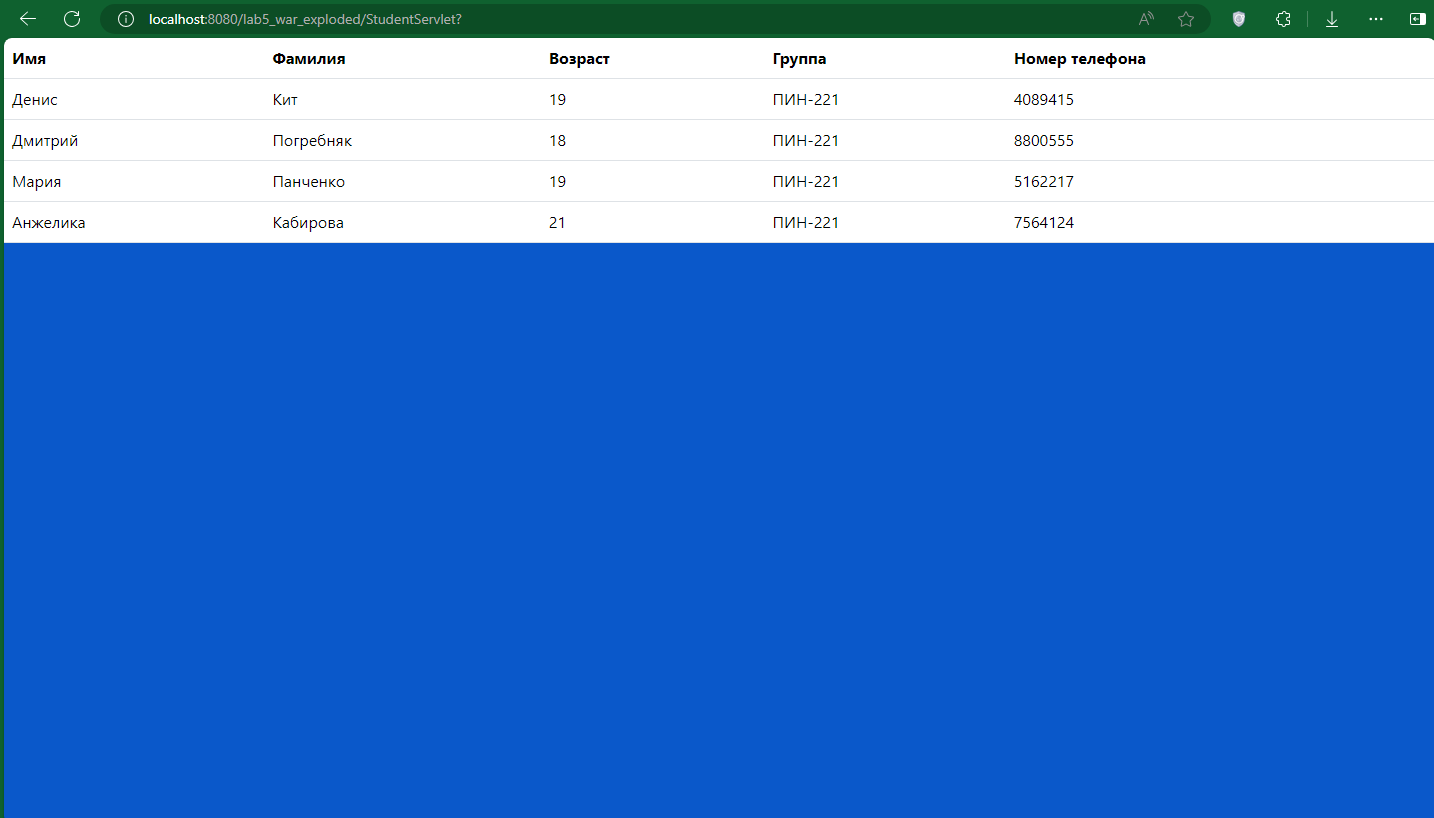 localhost:8080/lab5_war_exploded/StudentServlet?
Имя Фамилия Возраст Группа Номер телефона
Денис Кит 19 ПИН-221 4089415
Дмитрий Погребняк 18 ПИН-221 8800555
Мария Панченко 19 ПИН-221 5162217
Анжелика Кабирова 21 ПИН-221 7564124